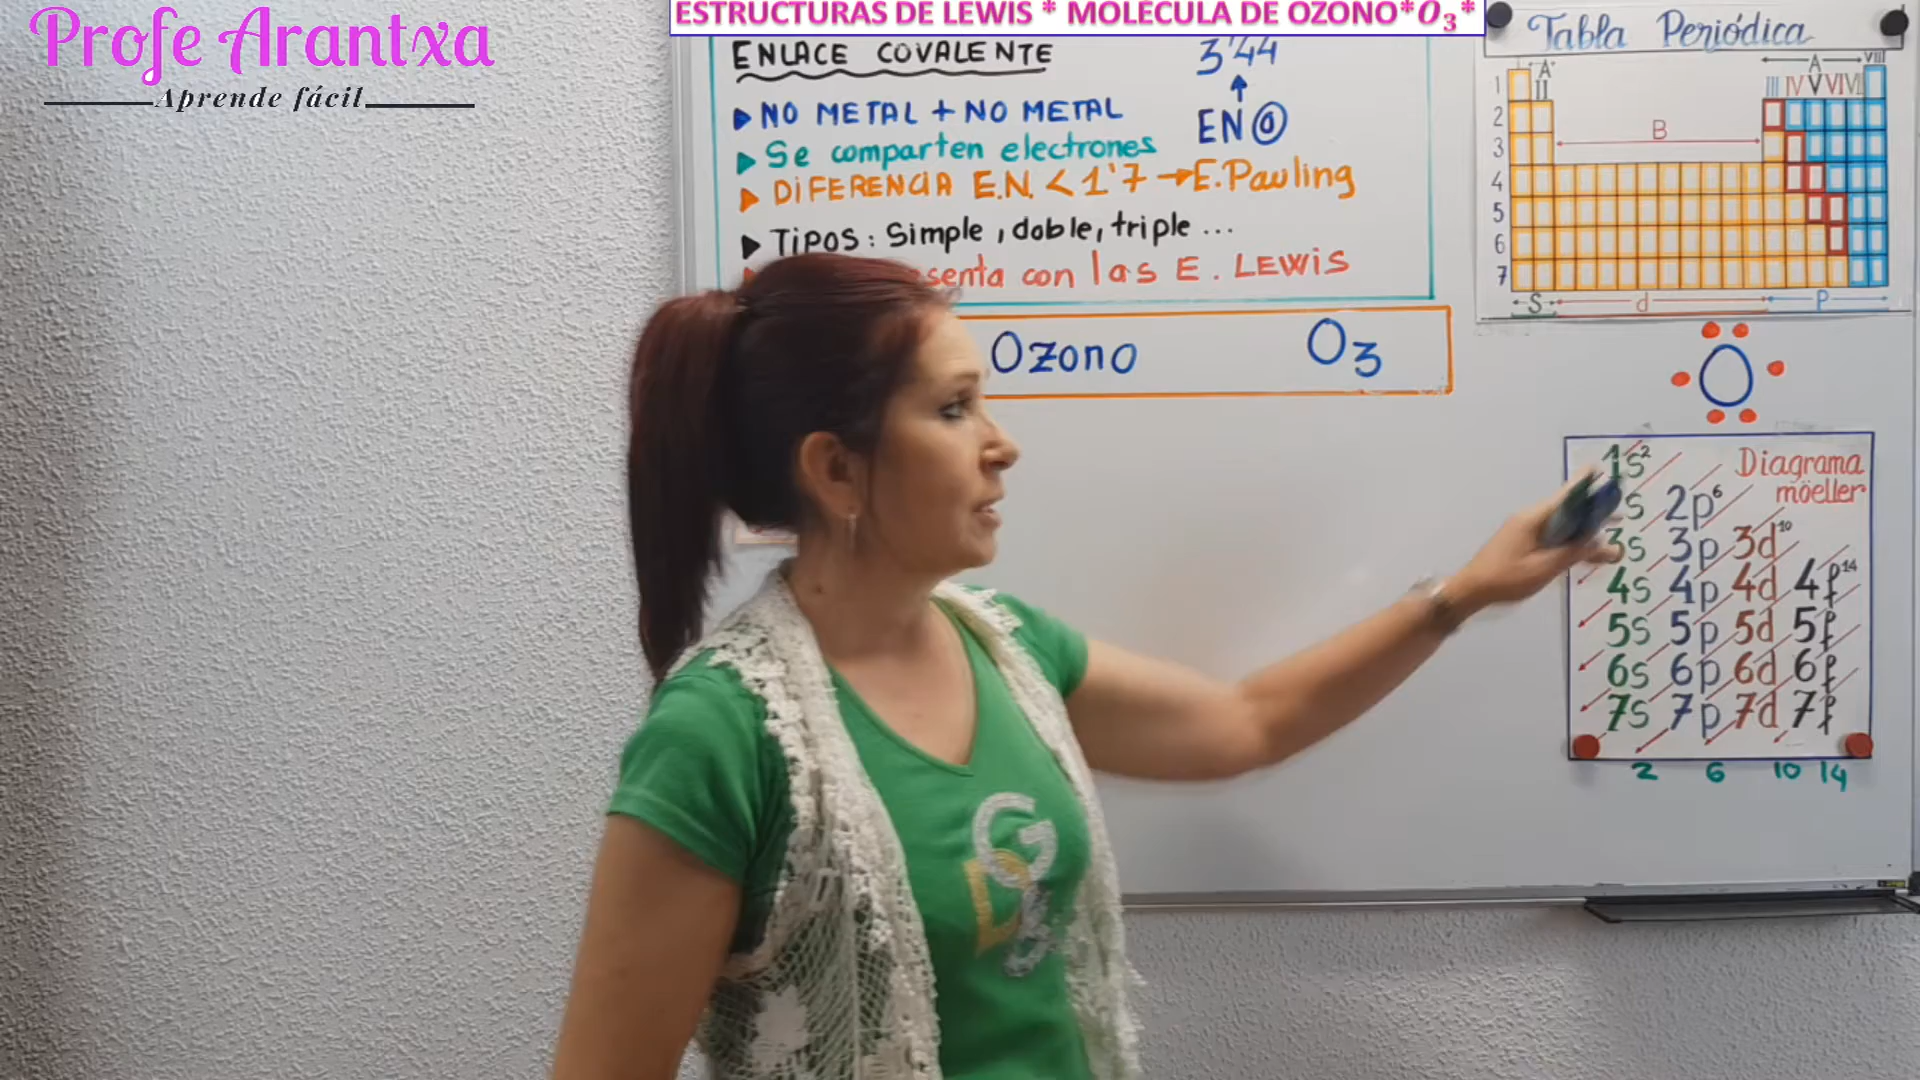 Profe Arantxa
Aprende fácil
ESTRUCTURAS DE LEWIS * MOLÉCULA DE OZONO*O₃*
ENLACE COVALENTE
3'44
EN O
▶ NO METAL + NO METAL
▶ Se comparten electrones
▶ DIFERENCIA E.N. < 1'7 → E. Pauling
▶ TIPOS: Simple, doble, triple ...
con las E. LEWIS
Ozono O₃
Tabla Periódica
A A VIII
II III IV V VI VII
1
2
3
4
5
6
7
B
S d P
O
Diagrama
möeller
1s²
s 2p⁶
3s 3p 3d¹⁰
4s 4p 4d 4f¹⁴
5s 5p 5d 5f
6s 6p 6d 6f
7s 7p 7d 7f
2 6 10 14